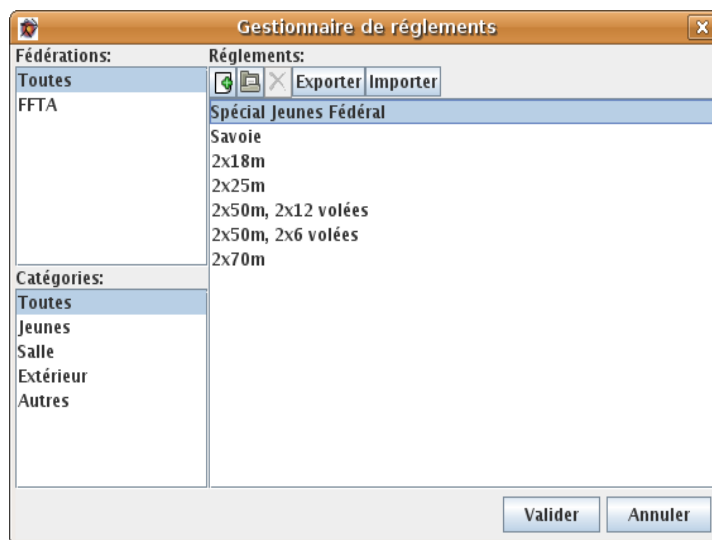 Gestionnaire de réglements
Fédérations:
Toutes
FFTA
Catégories:
Toutes
Jeunes
Salle
Extérieur
Autres
Réglements:
Exporter Importer
Spécial Jeunes Fédéral
Savoie
2x18m
2x25m
2x50m, 2x12 volées
2x50m, 2x6 volées
2x70m
Valider Annuler